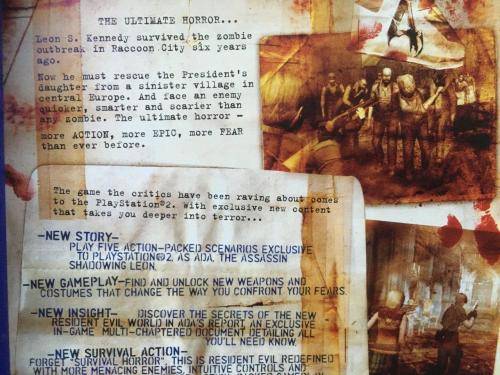 THE ULTIMATE HORROR...
Leon S. Kennedy survived the zombie
outbreak in Raccoon City six years
ago.
Now he must rescue the President's
daughter from a sinister village in
central Europe. And face an enemy
quicker, smarter and scarier than
any zombie. The ultimate horror -
more ACTION, more EPIC, more FEAR
than ever before.
The game the critics have been raving about comes
to the PlayStation®2. With exclusive new content
that takes you deeper into terror...
-NEW STORY-
PLAY FIVE ACTION-PACKED SCENARIOS EXCLUSIVE
TO PLAYSTATION®2, AS ADA, THE ASSASSIN
SHADOWING LEON.
-NEW GAMEPLAY-FIND AND UNLOCK NEW WEAPONS AND
COSTUMES THAT CHANGE THE WAY YOU CONFRONT YOUR FEARS.
-NEW INSIGHT- DISCOVER THE SECRETS OF THE NEW
RESIDENT EVIL WORLD IN ADA'S REPORT, AN EXCLUSIVE
IN-GAME MULTI-CHAPTERED DOCUMENT DETAILING ALL
YOU'LL NEED KNOW.
-NEW SURVIVAL ACTION-
FORGET "SURVIVAL HORROR", THIS IS RESIDENT EVIL REDEFINED
WITH MORE MENACING ENEMIES, INTUITIVE CONTROLS AND